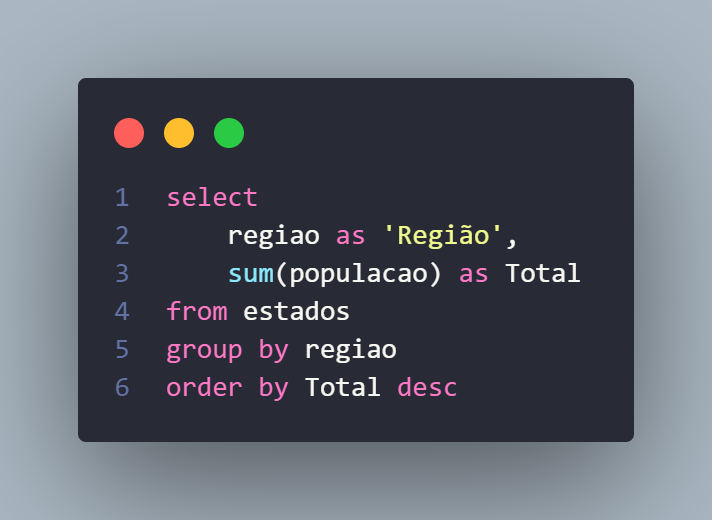 1 select
2     regiao as 'Região',
3     sum(populacao) as Total
4 from estados
5 group by regiao
6 order by Total desc